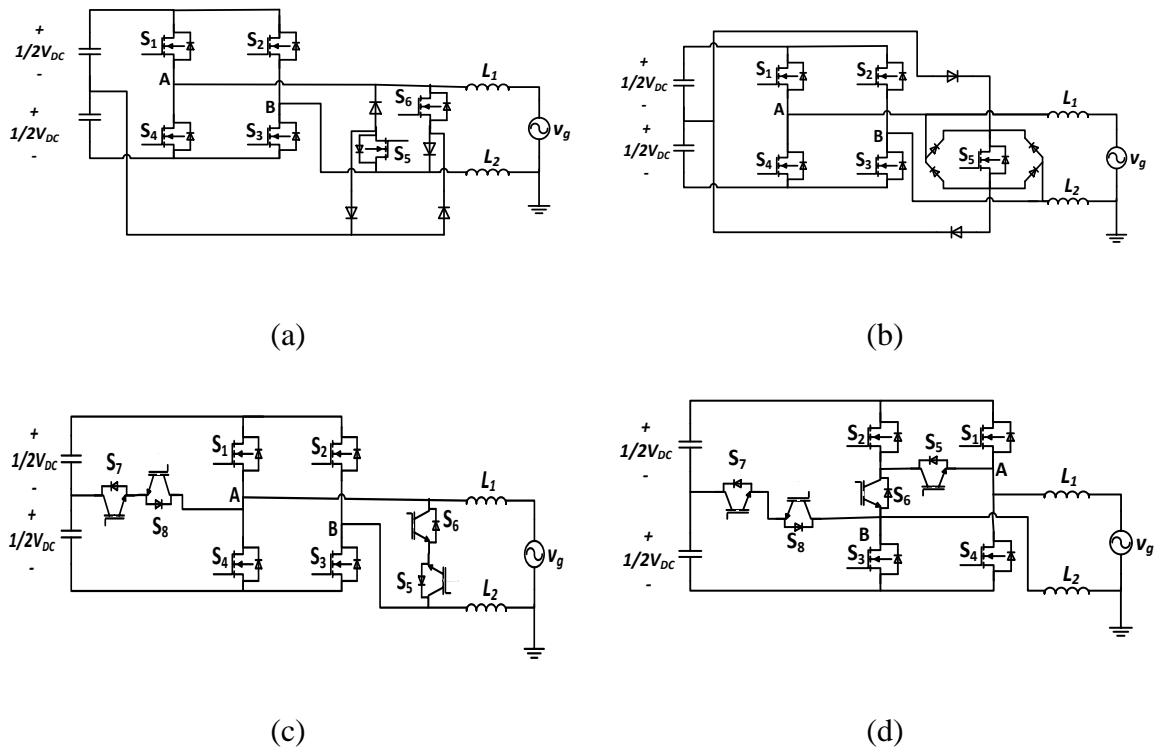 +
1/2VDC
-
+
1/2VDC
-
S1
S2
A
B
S4
S3
S6
S5
L1
L2
vg
(a)
+
1/2VDC
-
+
1/2VDC
-
S1
S2
A
B
S4
S3
S5
L1
L2
vg
(b)
+
1/2VDC
-
+
1/2VDC
-
S7
S8
S1
S2
A
B
S4
S3
S6
S5
L1
L2
vg
(c)
+
1/2VDC
-
+
1/2VDC
-
S7
S8
S2
S1
S5
A
S6
B
S3
S4
L1
L2
vg
(d)